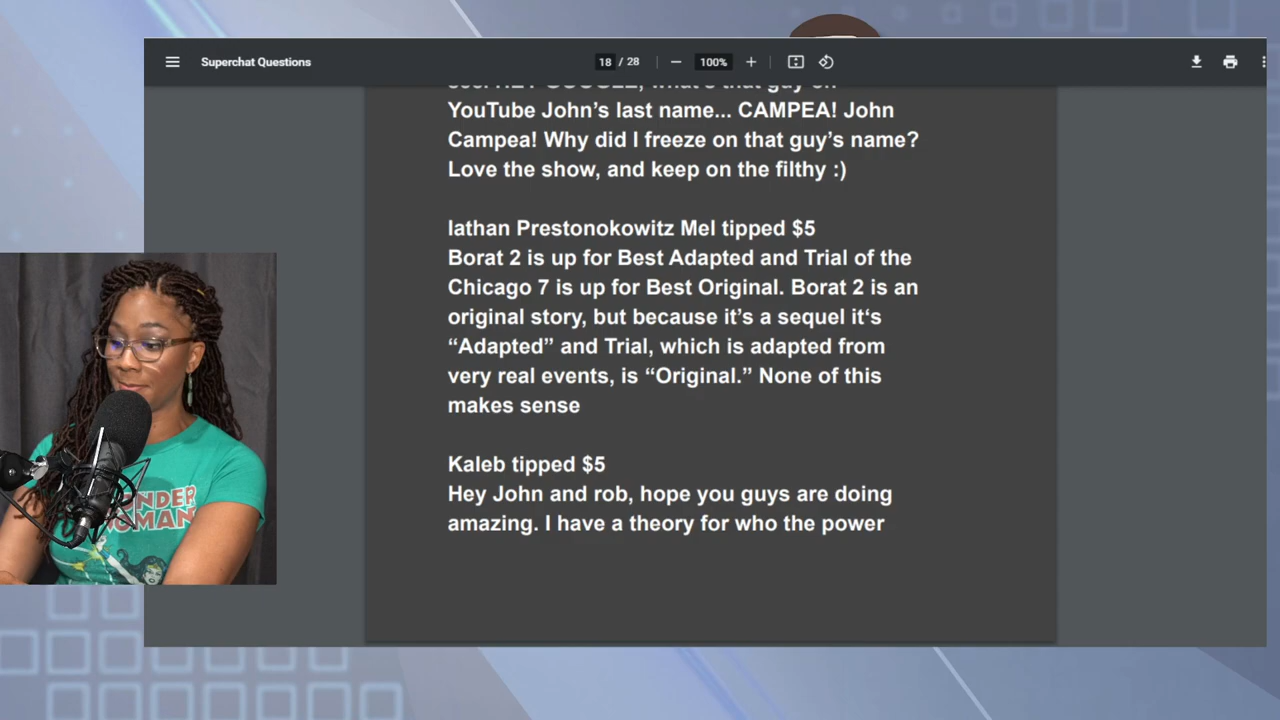 Superchat Questions
18 / 28
100%
YouTube John's last name... CAMPEA! John
Campea! Why did I freeze on that guy's name?
Love the show, and keep on the filthy :)
Iathan Prestonokowitz Mel tipped $5
Borat 2 is up for Best Adapted and Trial of the
Chicago 7 is up for Best Original. Borat 2 is an
original story, but because it's a sequel it‘s
“Adapted” and Trial, which is adapted from
very real events, is “Original.” None of this
makes sense
Kaleb tipped $5
Hey John and rob, hope you guys are doing
amazing. I have a theory for who the power
WONDER
WOMAN